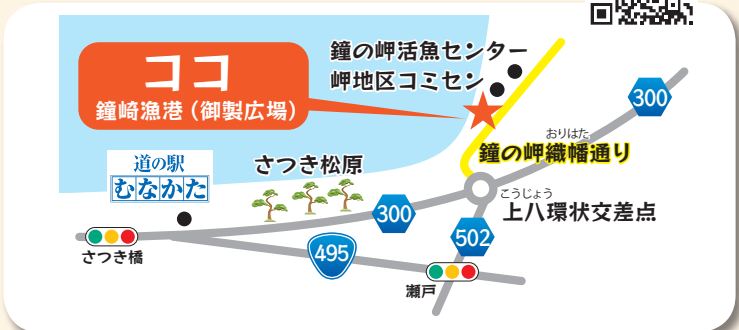 ココ
鐘崎漁港（御製広場）
鐘の岬活魚センター
岬地区コミセン
300
おりはた
鐘の岬織幡通り
道の駅
むなかた
さつき松原
300
こうじょう
上八環状交差点
502
495
さつき橋
瀬戸